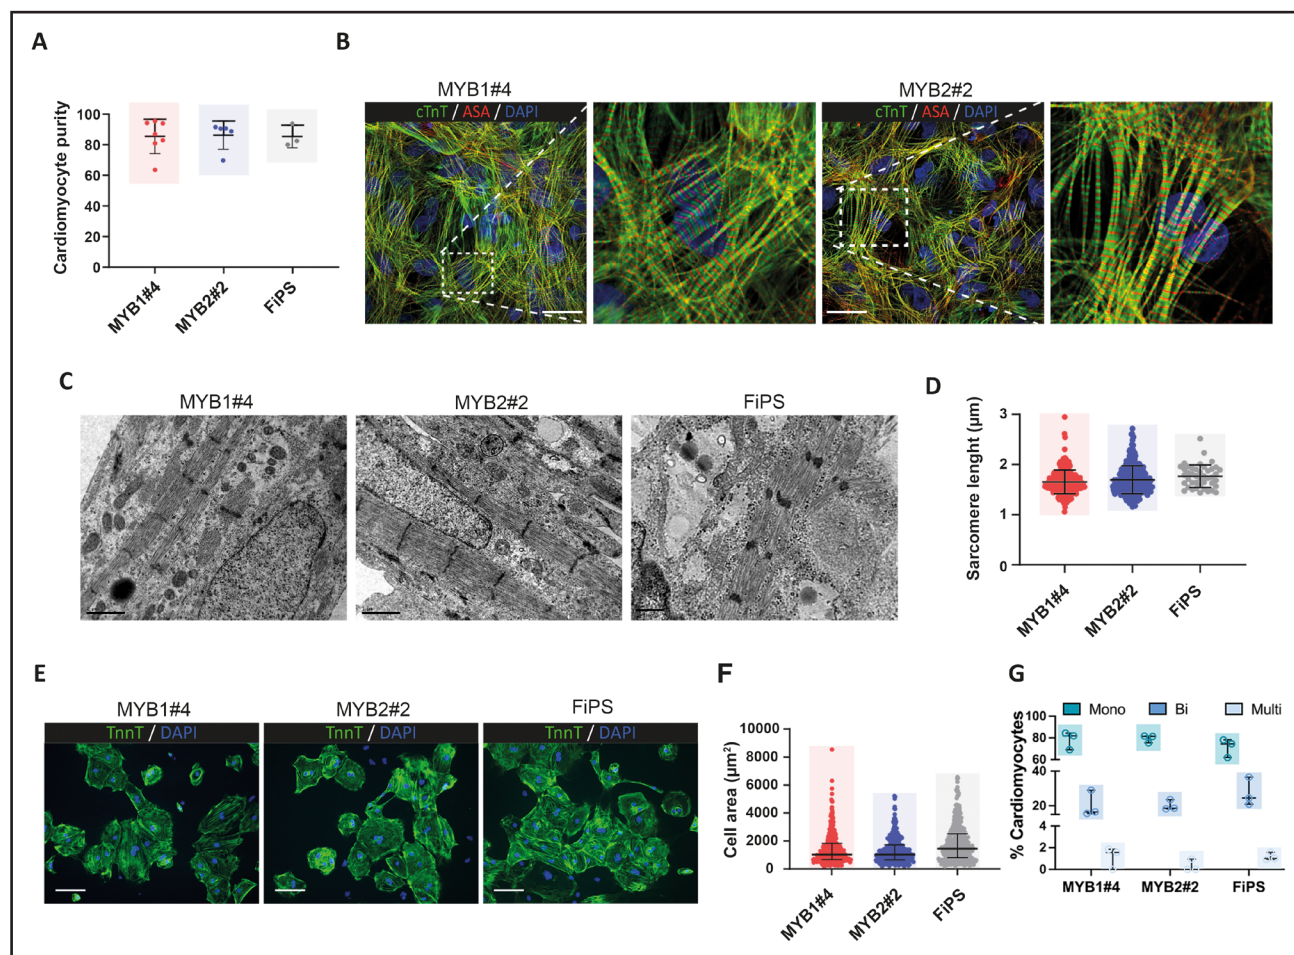 A
Cardiomyocyte purity
100
80
60
40
20
0
MYB1#4
MYB2#2
FiPS
B
MYB1#4
cTnT / ASA / DAPI
MYB2#2
cTnT / ASA / DAPI
C
MYB1#4
MYB2#2
FiPS
D
Sarcomere lenght (µm)
3
2
1
0
MYB1#4
MYB2#2
FiPS
E
MYB1#4
TnnT / DAPI
MYB2#2
TnnT / DAPI
FiPS
TnnT / DAPI
F
Cell area (µm²)
10000
8000
6000
4000
2000
0
MYB1#4
MYB2#2
FiPS
G
Mono Bi Multi
% Cardiomyocytes
100
80
60
40
20
4
2
0
MYB1#4 MYB2#2 FiPS